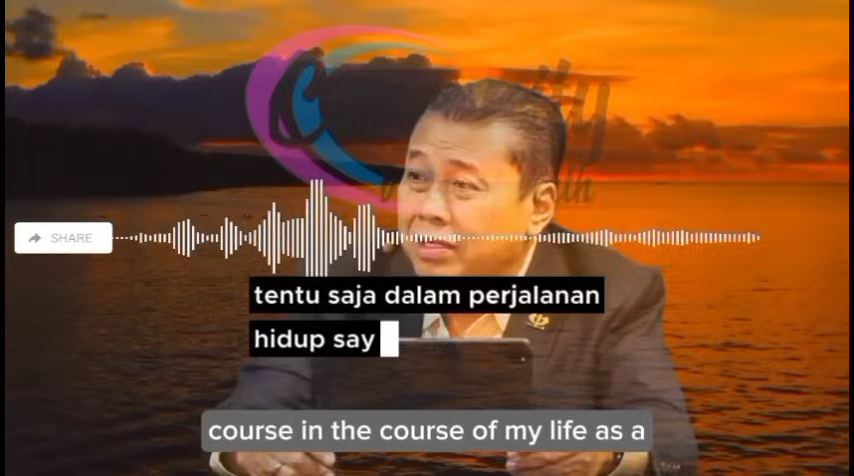 SHARE
tentu saja dalam perjalanan
hidup say
course in the course of my life as a